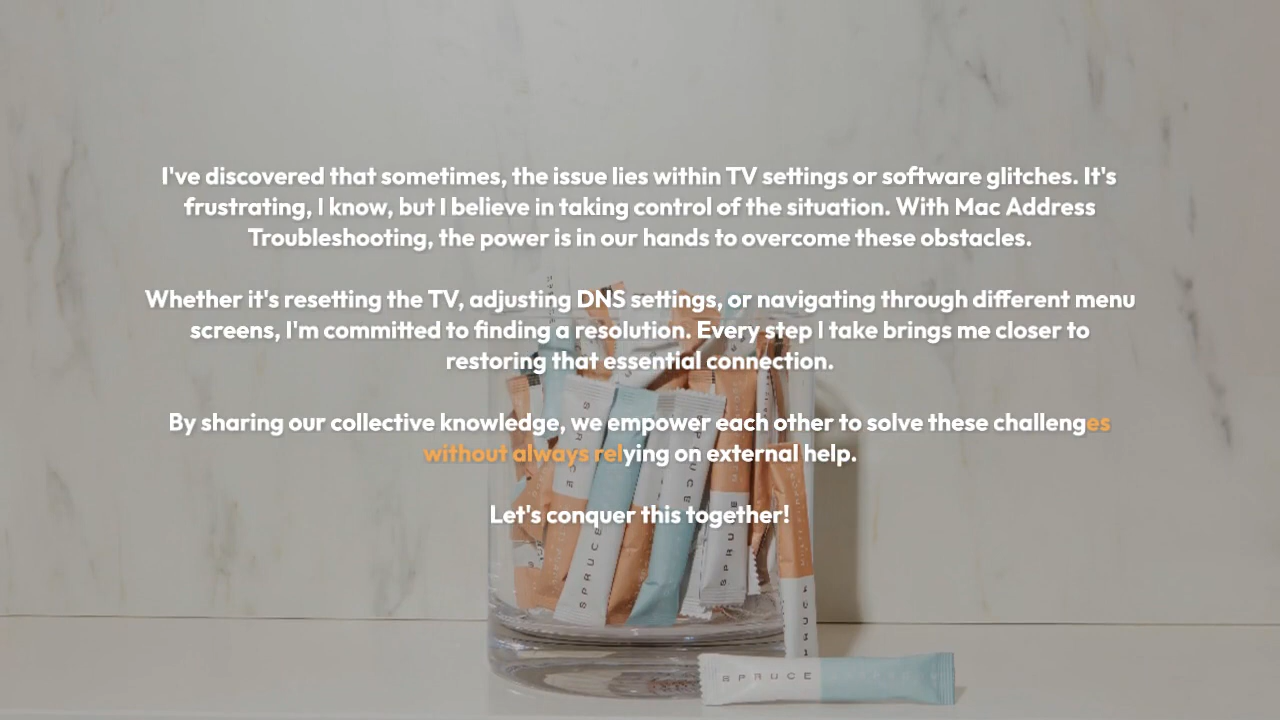 I've discovered that sometimes, the issue lies within TV settings or software glitches. It's
frustrating, I know, but I believe in taking control of the situation. With Mac Address
Troubleshooting, the power is in our hands to overcome these obstacles.
Whether it's resetting the TV, adjusting DNS settings, or navigating through different menu
screens, I'm committed to finding a resolution. Every step I take brings me closer to
restoring that essential connection.
By sharing our collective knowledge, we empower each other to solve these challenges
without always relying on external help.
Let's conquer this together!
SPRUCE
SPRUCE
SPRUCE